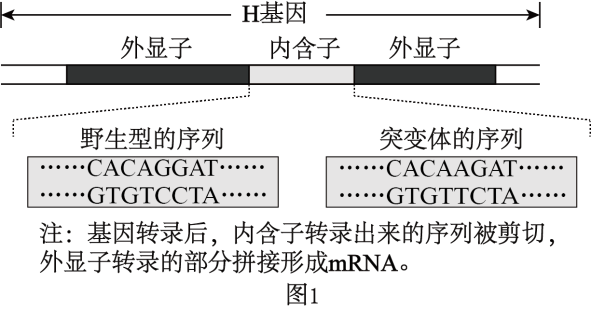 H基因
外显子 内含子 外显子
野生型的序列 突变体的序列
……CACAGGAT…… ……CACAAGAT……
……GTGTCCTA…… ……GTGTTCTA……
注：基因转录后，内含子转录出来的序列被剪切，
外显子转录的部分拼接形成mRNA。
图1